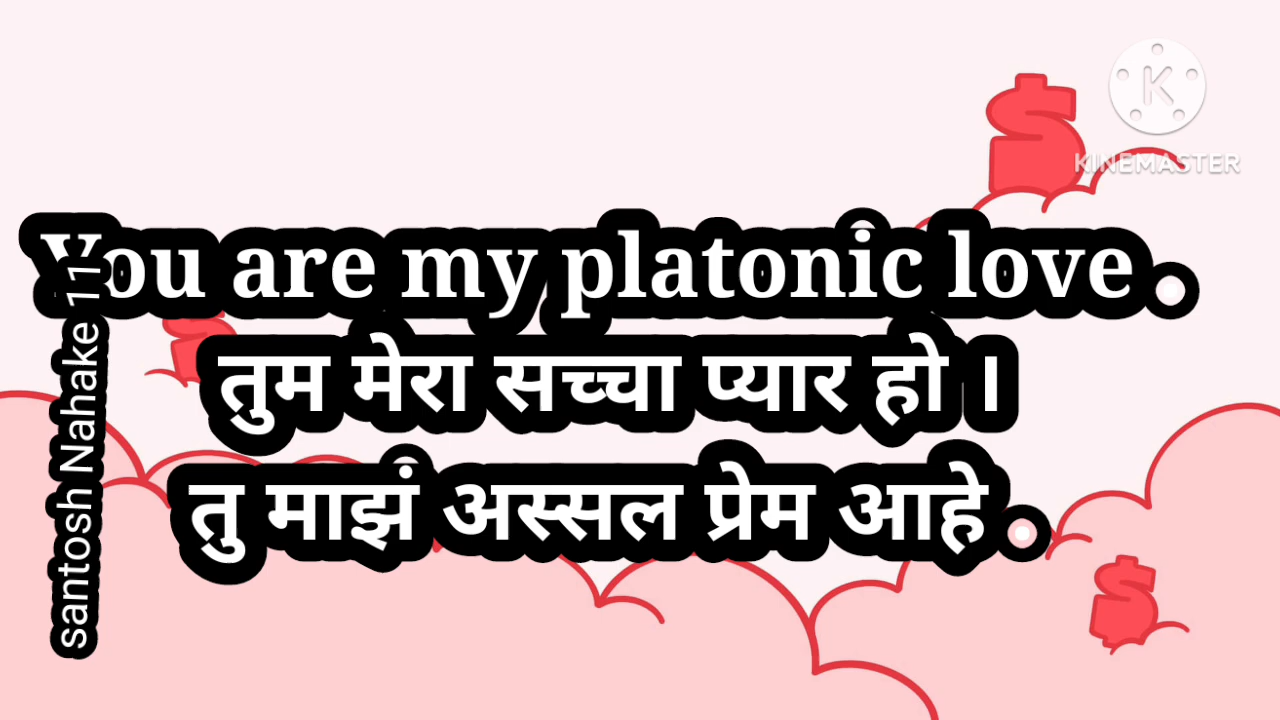 KINEMASTER
You are my platonic love.
तुम मेरा सच्चा प्यार हो ।
तु माझं अस्सल प्रेम आहे.
santosh Nahake 11